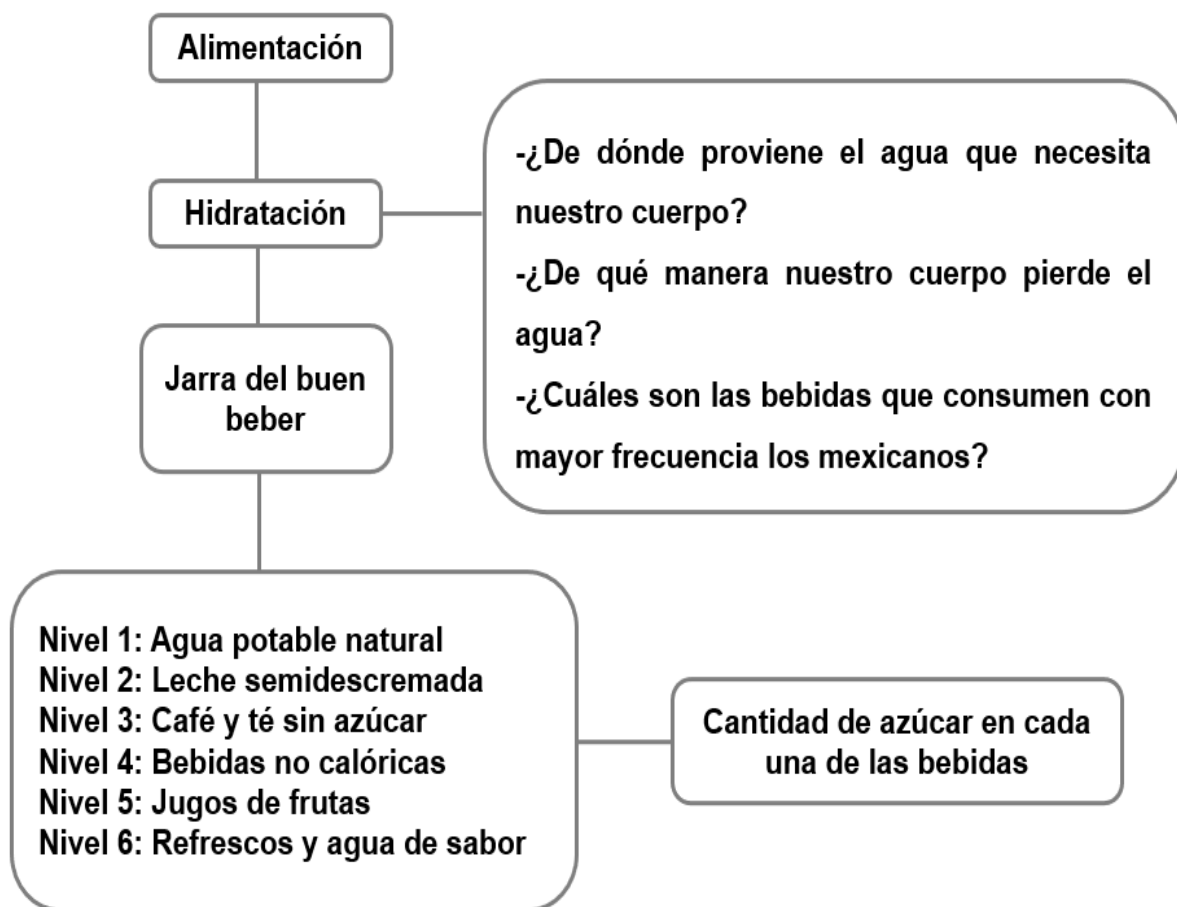 Alimentación
Hidratación
-¿De dónde proviene el agua que necesita
nuestro cuerpo?
-¿De qué manera nuestro cuerpo pierde el
agua?
-¿Cuáles son las bebidas que consumen con
mayor frecuencia los mexicanos?
Jarra del buen
beber
Nivel 1: Agua potable natural
Nivel 2: Leche semidescremada
Nivel 3: Café y té sin azúcar
Nivel 4: Bebidas no calóricas
Nivel 5: Jugos de frutas
Nivel 6: Refrescos y agua de sabor
Cantidad de azúcar en cada
una de las bebidas